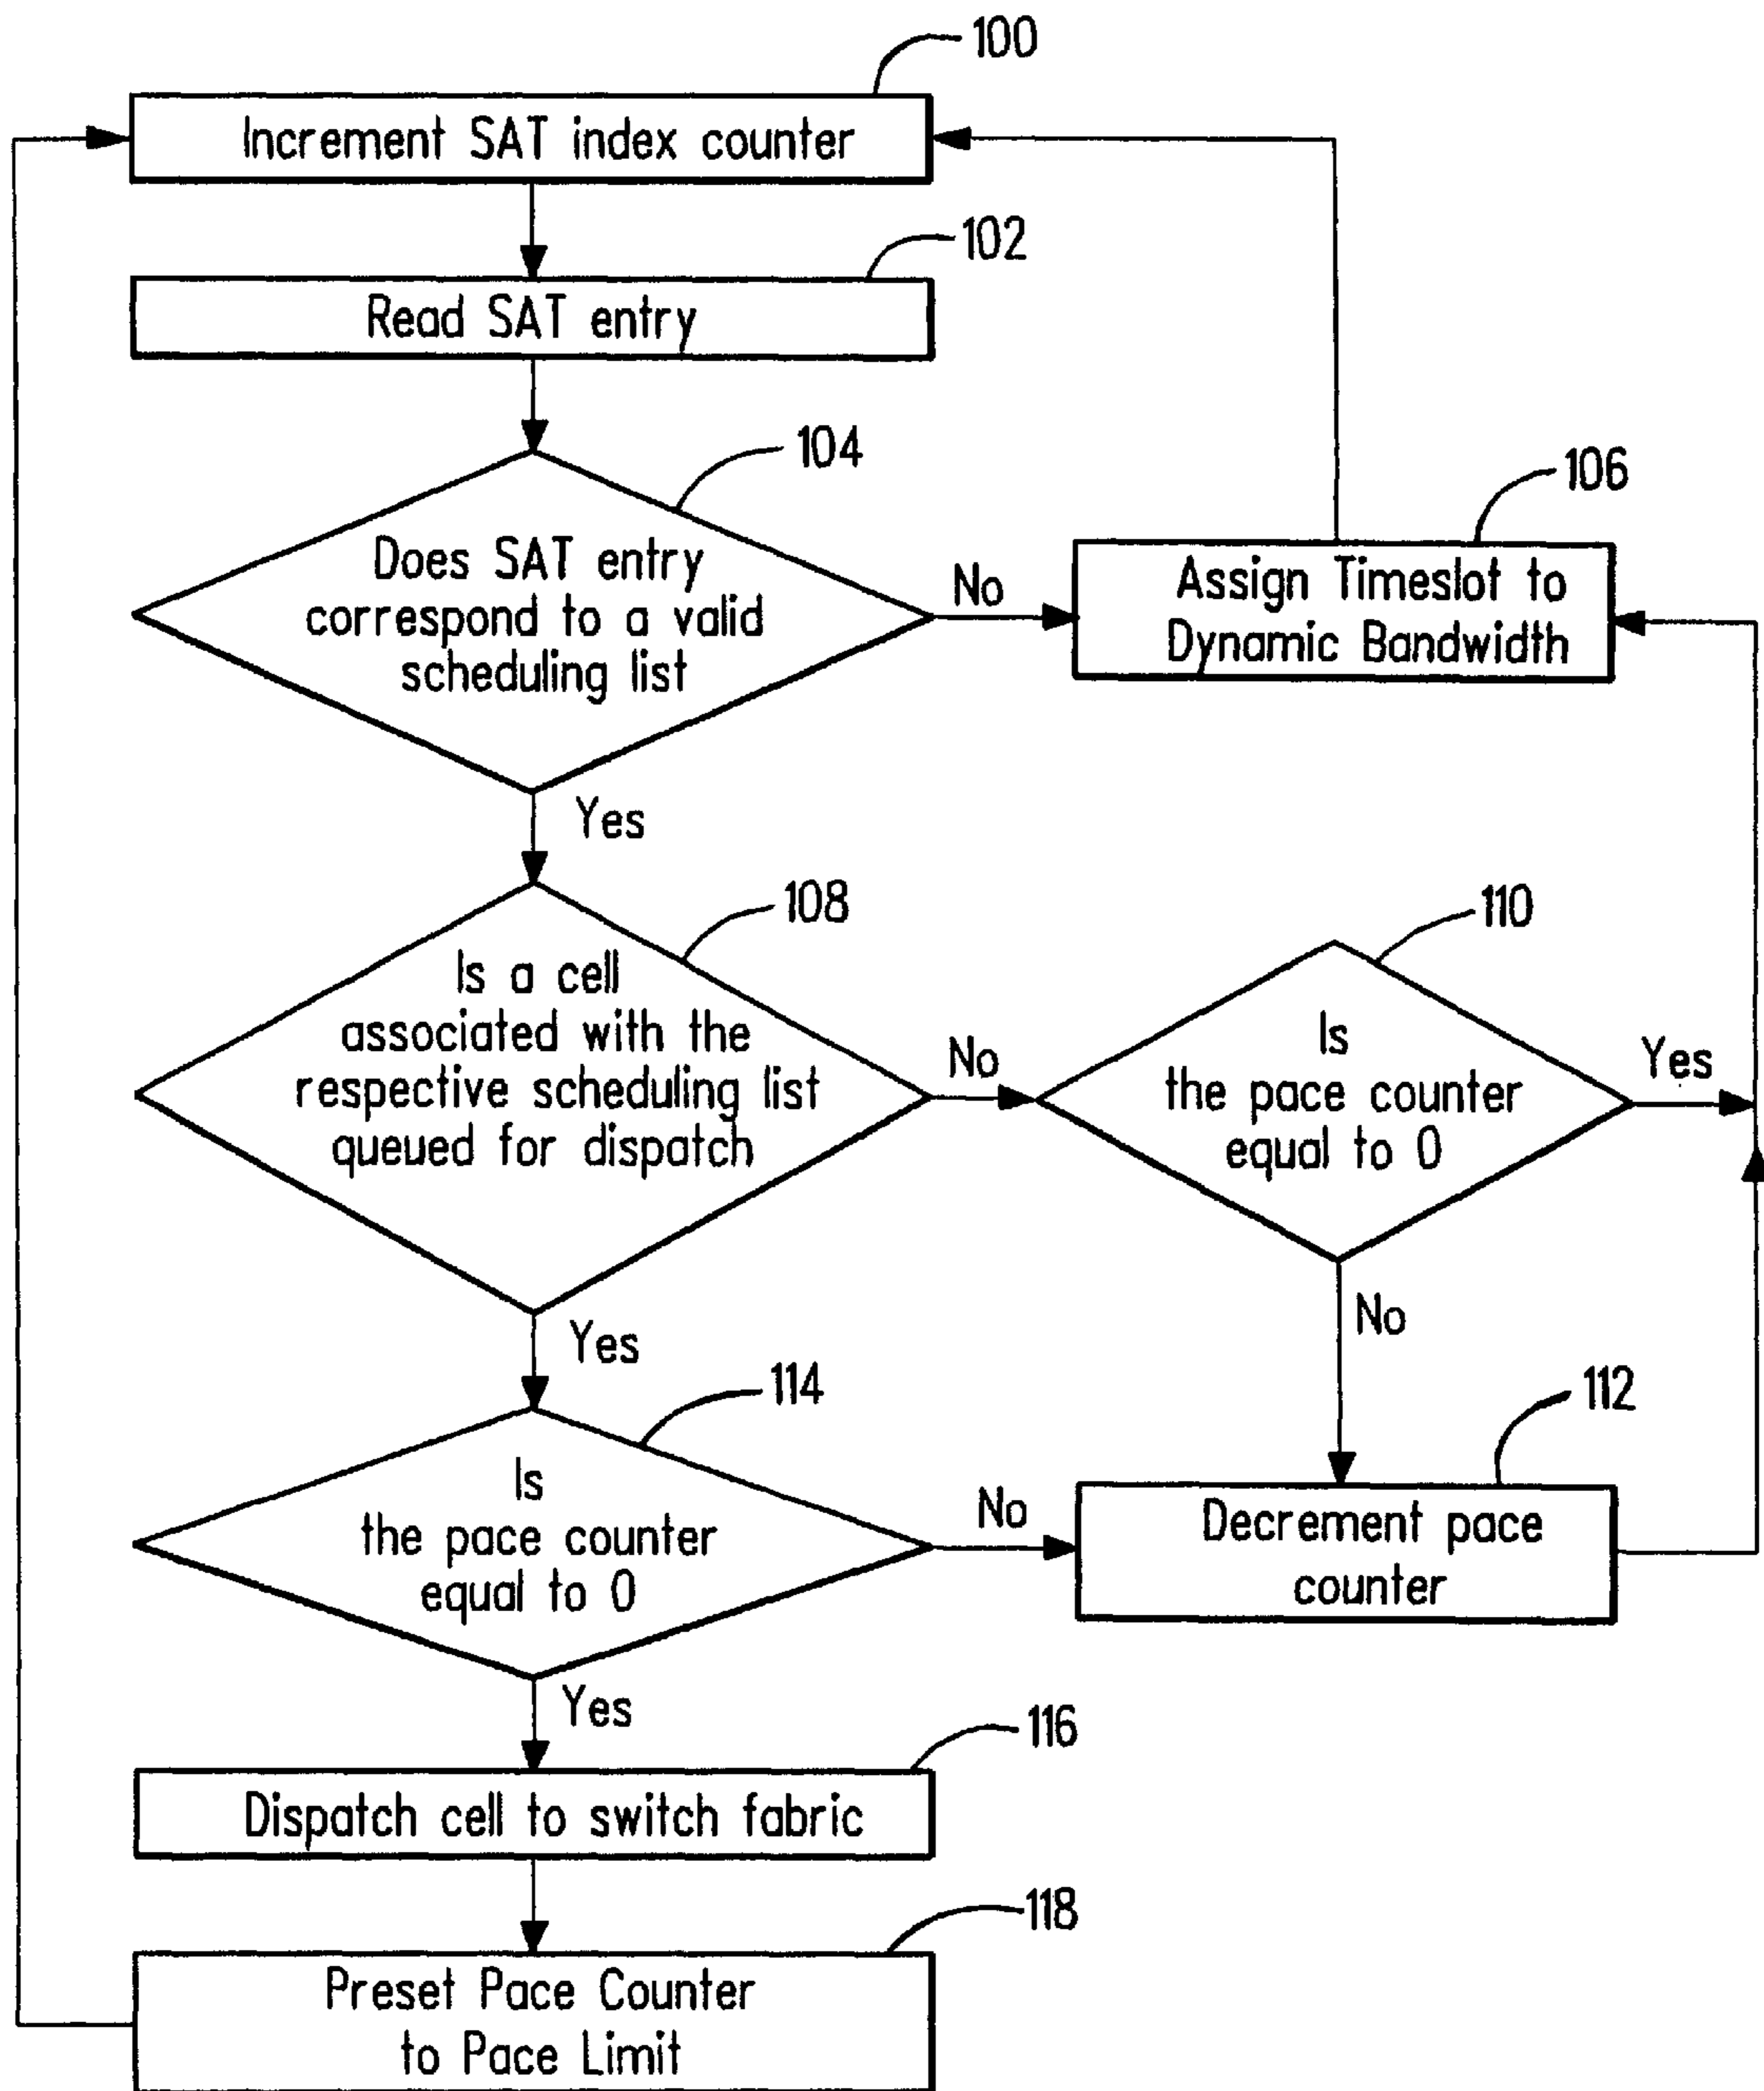 100
Increment SAT index counter
102
Read SAT entry
104
Does SAT entry
correspond to a valid
scheduling list
No
106
Assign Timeslot to
Dynamic Bandwidth
Yes
108
Is a cell
associated with the
respective scheduling list
queued for dispatch
No
110
Is
the pace counter
equal to 0
Yes
No
Yes
114
Is
the pace counter
equal to 0
No
112
Decrement pace
counter
Yes
116
Dispatch cell to switch fabric
118
Preset Pace Counter
to Pace Limit